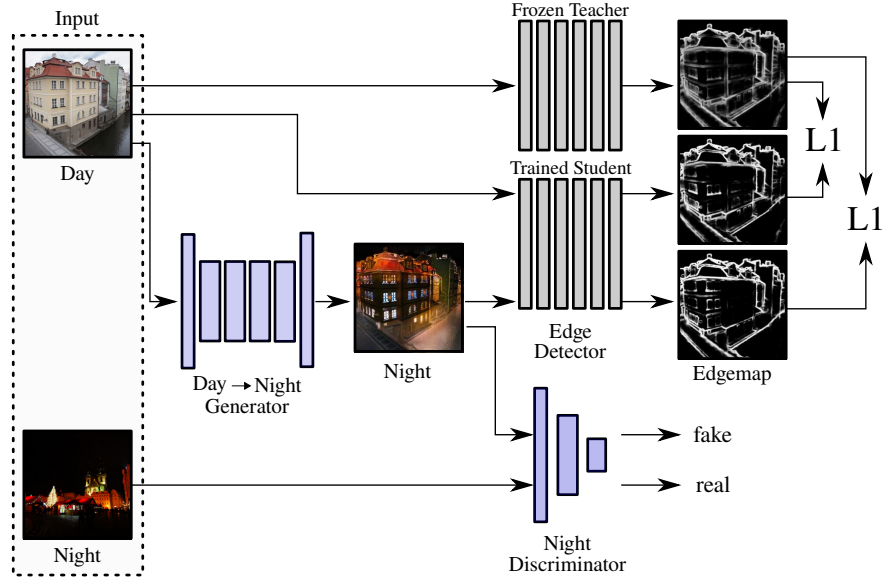 Input
Day
Night
Day → Night
Generator
Night
Frozen Teacher
Trained Student
Edge
Detector
Edgemap
L1
L1
fake
real
Night
Discriminator